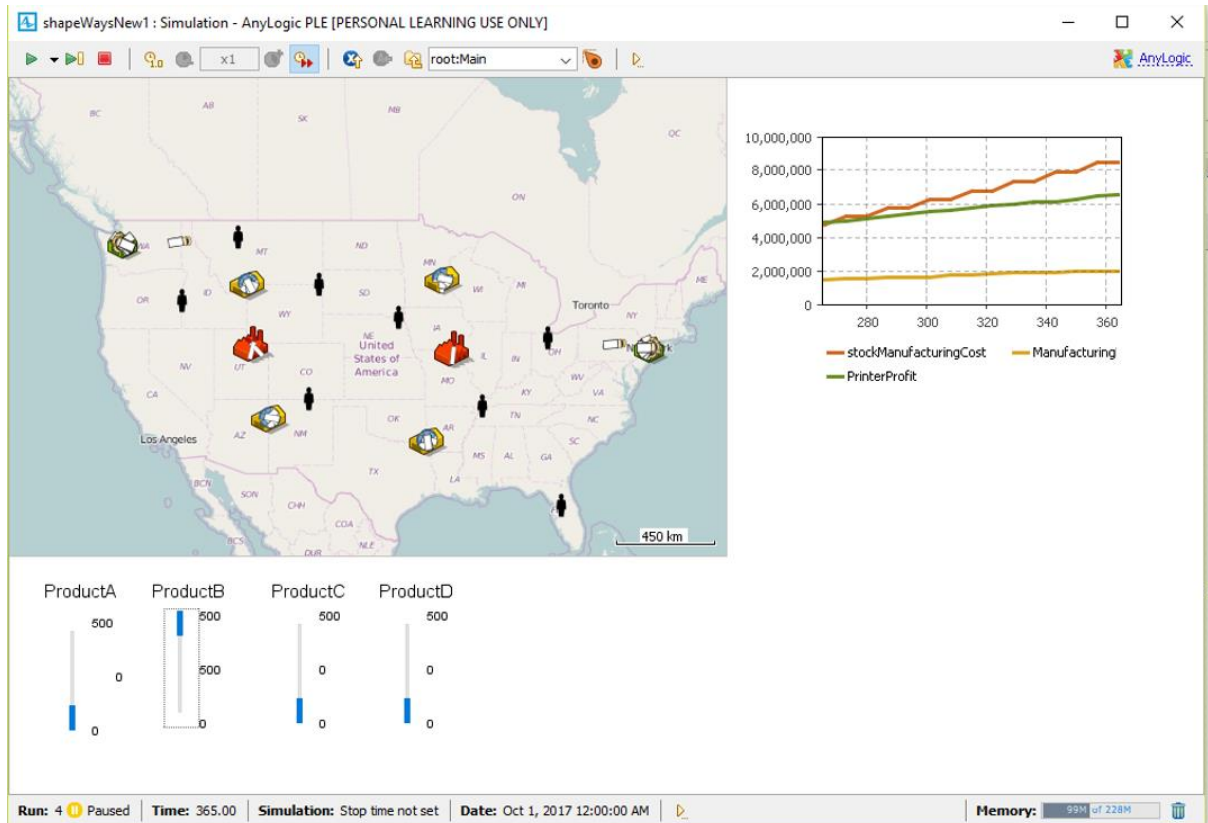 shapeWaysNew1 : Simulation - AnyLogic PLE [PERSONAL LEARNING USE ONLY]
x1
root:Main
AnyLogic
BC
AB
SK
MB
QC
ON
WA
MT
ND
MN
ME
OR
ID
SD
WI
MI
Toronto
WY
NY
IA
NE
United
States of
America
NV
UT
CO
IL
IN
OH
MO
WV
VA
KY
CA
Los Angeles
AZ
NM
OK
AR
TN
NC
SC
MS
AL
GA
TX
LA
BCN
SON
CHH
COA
BCS
DUR
NLE
450 km
10,000,000
8,000,000
6,000,000
4,000,000
2,000,000
0
280 300 320 340 360
stockManufacturingCost Manufacturing
PrinterProfit
ProductA ProductB ProductC ProductD
500 500 500 500
0 500 0 0
0 0 0 0
Run: 4 Paused Time: 365.00 Simulation: Stop time not set Date: Oct 1, 2017 12:00:00 AM Memory: 99M of 228M